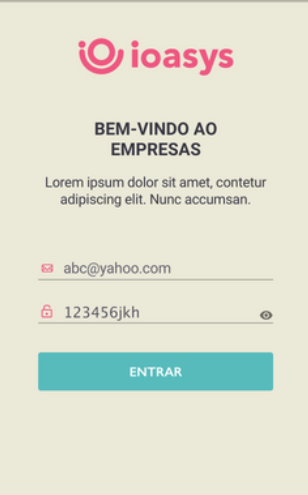 ioasys
BEM-VINDO AO
EMPRESAS
Lorem ipsum dolor sit amet, contetur
adipiscing elit. Nunc accumsan.
abc@yahoo.com
123456jkh
ENTRAR